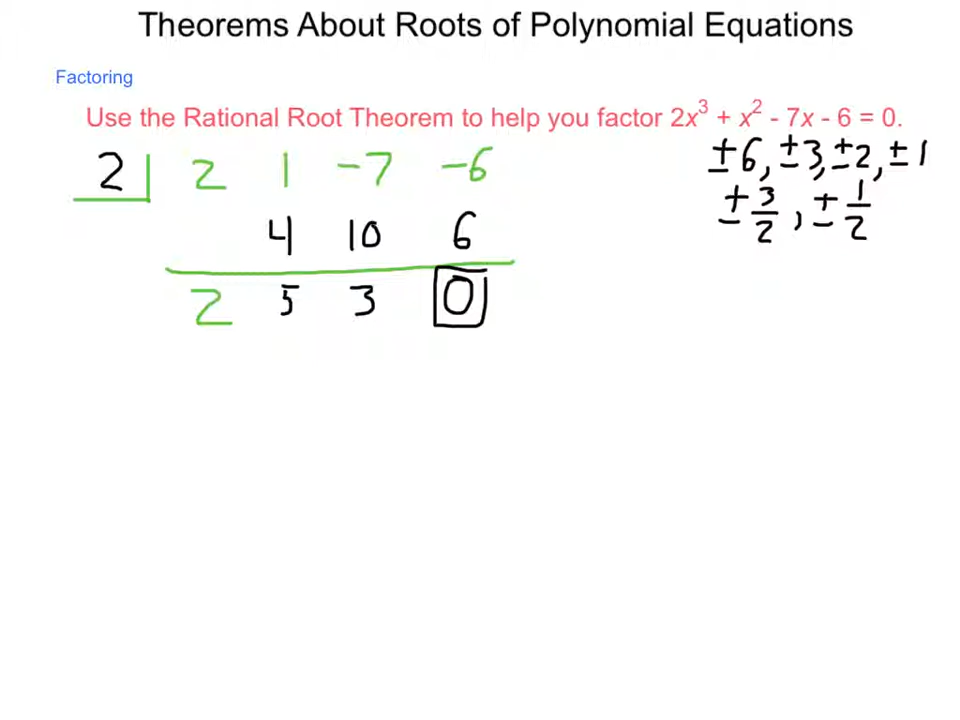 Theorems About Roots of Polynomial Equations
Factoring
Use the Rational Root Theorem to help you factor 2x³ + x² - 7x - 6 = 0.
±6, ±3, ±2, ±1
± 3/2, ± 1/2
2 | 2 1 -7 -6
4 10 6
2 5 3 0